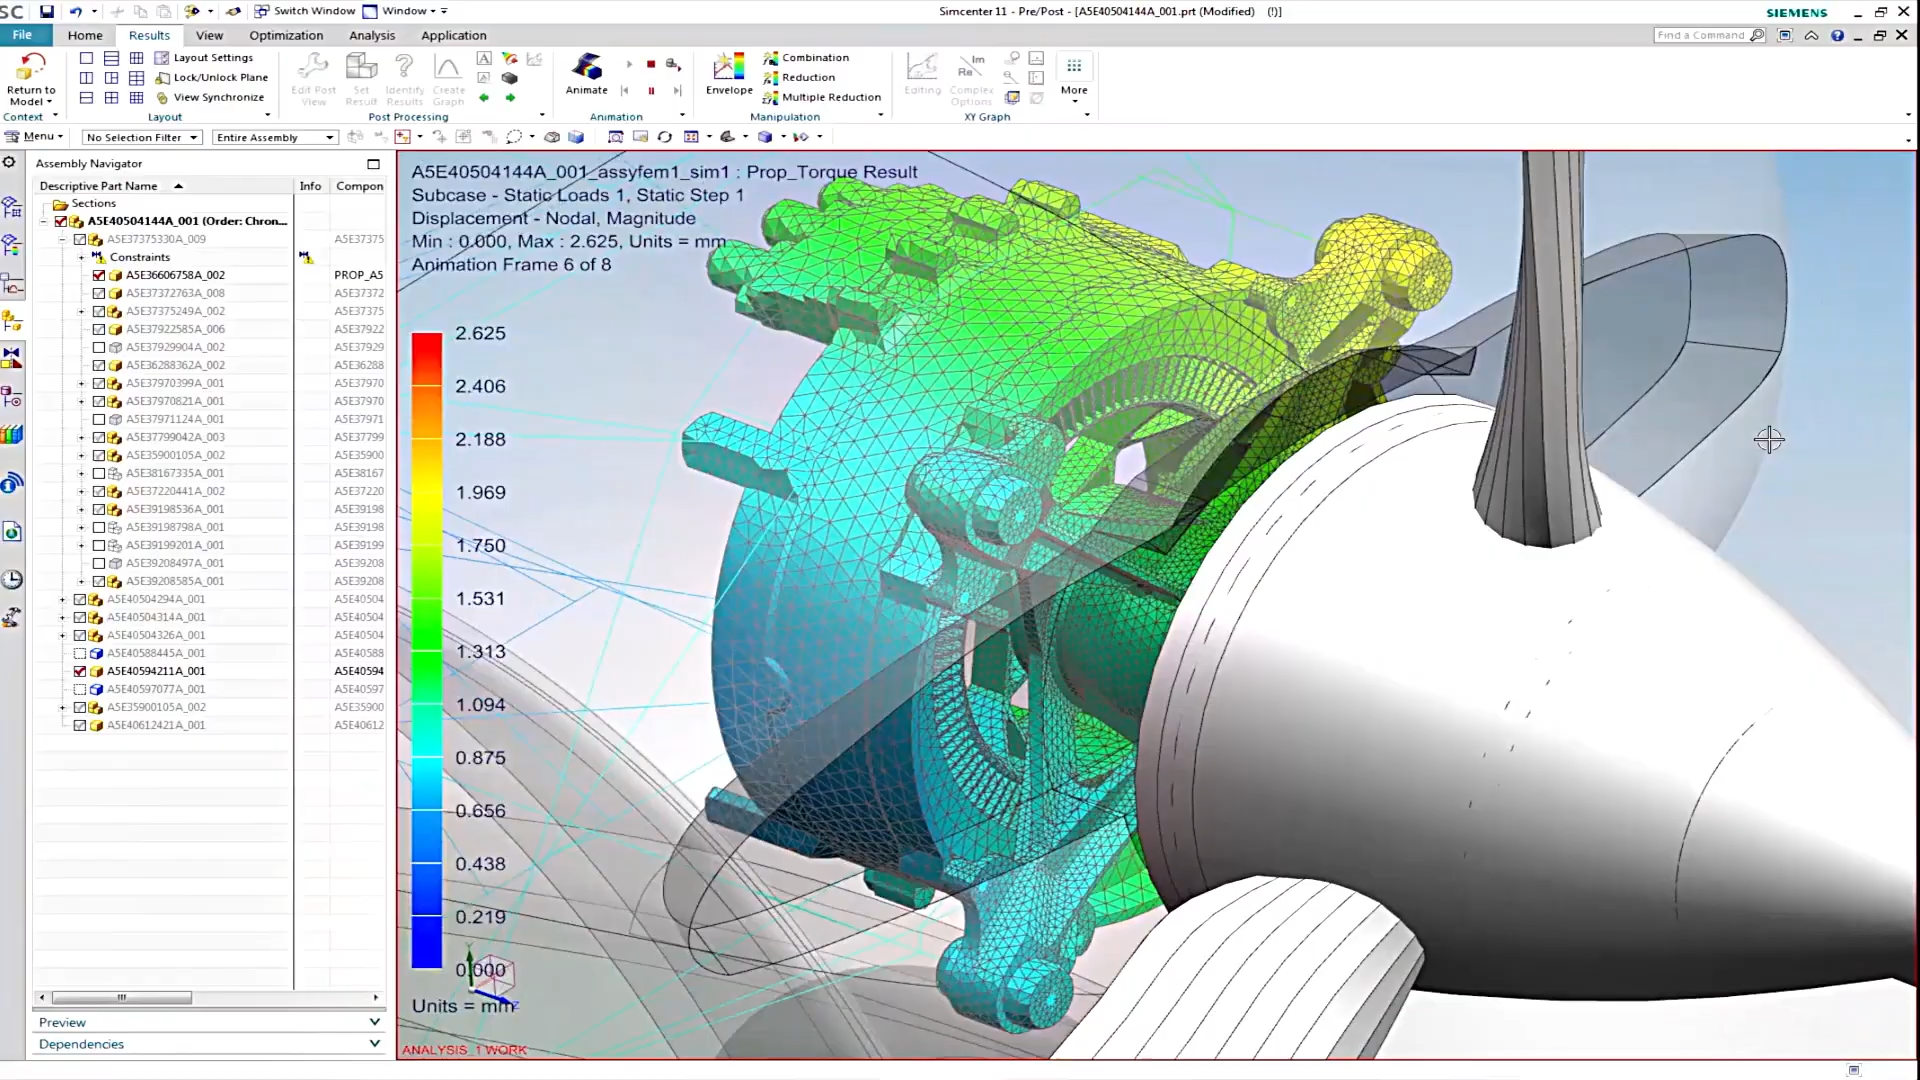 SC
Switch Window
Window
Simcenter 11 - Pre/Post - [A5E40504144A_001.prt (Modified)    (!)]
SIEMENS
File
Home
Results
View
Optimization
Analysis
Application
Find a Command
Return to Model
Context
Layout Settings
Lock/Unlock Plane
View Synchronize
Layout
Edit Post View
Set Result
Identify Results
Create Graph
Post Processing
Animate
Animation
Envelope
Combination
Reduction
Multiple Reduction
Manipulation
Editing
Complex Options
XY Graph
More
Menu
No Selection Filter
Entire Assembly
Assembly Navigator
Descriptive Part Name
Info
Compon
Sections
A5E40504144A_001 (Order: Chron...
A5E37375330A_009 A5E37375
Constraints
A5E36606758A_002 PROP_A5
A5E37372763A_008 A5E37372
A5E37375249A_002 A5E37375
A5E37922585A_006 A5E37922
A5E37929904A_002 A5E37929
A5E36288362A_002 A5E36288
A5E37970399A_001 A5E37970
A5E37970821A_001 A5E37970
A5E37971124A_001 A5E37971
A5E37799042A_003 A5E37799
A5E35900105A_002 A5E35900
A5E38167335A_001 A5E38167
A5E37220441A_002 A5E37220
A5E39198536A_001 A5E39198
A5E39198798A_001 A5E39198
A5E39199201A_001 A5E39199
A5E39208497A_001 A5E39208
A5E39208585A_001 A5E39208
A5E40504294A_001 A5E40504
A5E40504314A_001 A5E40504
A5E40504326A_001 A5E40504
A5E40588445A_001 A5E40588
A5E40594211A_001 A5E40594
A5E40597077A_001 A5E40597
A5E35900105A_002 A5E35900
A5E40612421A_001 A5E40612
Preview
Dependencies
A5E40504144A_001_assyfem1_sim1 : Prop_Torque Result
Subcase - Static Loads 1, Static Step 1
Displacement - Nodal, Magnitude
Min : 0.000, Max : 2.625, Units = mm
Animation Frame 6 of 8
2.625
2.406
2.188
1.969
1.750
1.531
1.313
1.094
0.875
0.656
0.438
0.219
0.000
Units = mm
ANALYSIS_1 WORK